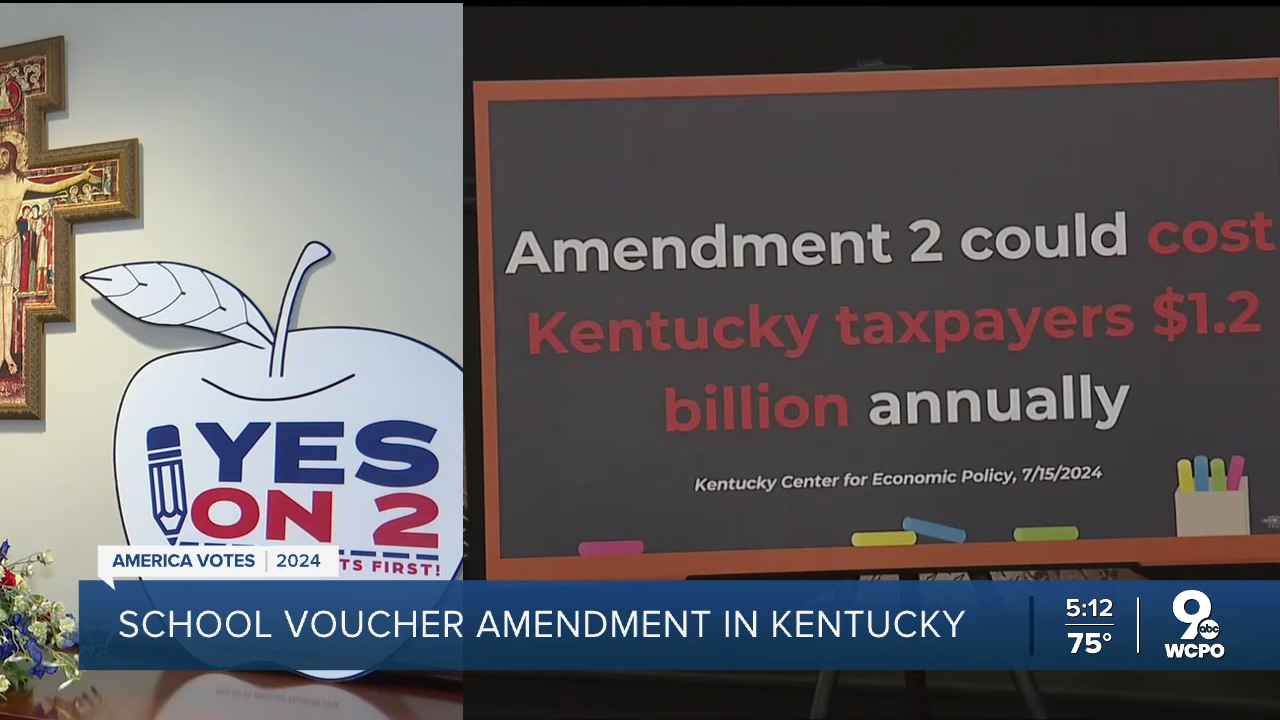 YES
ON 2
TS FIRST!
Amendment 2 could cost
Kentucky taxpayers $1.2
billion annually
Kentucky Center for Economic Policy, 7/15/2024
AMERICA VOTES 2024
SCHOOL VOUCHER AMENDMENT IN KENTUCKY
5:12
75°
9
abc
WCPO